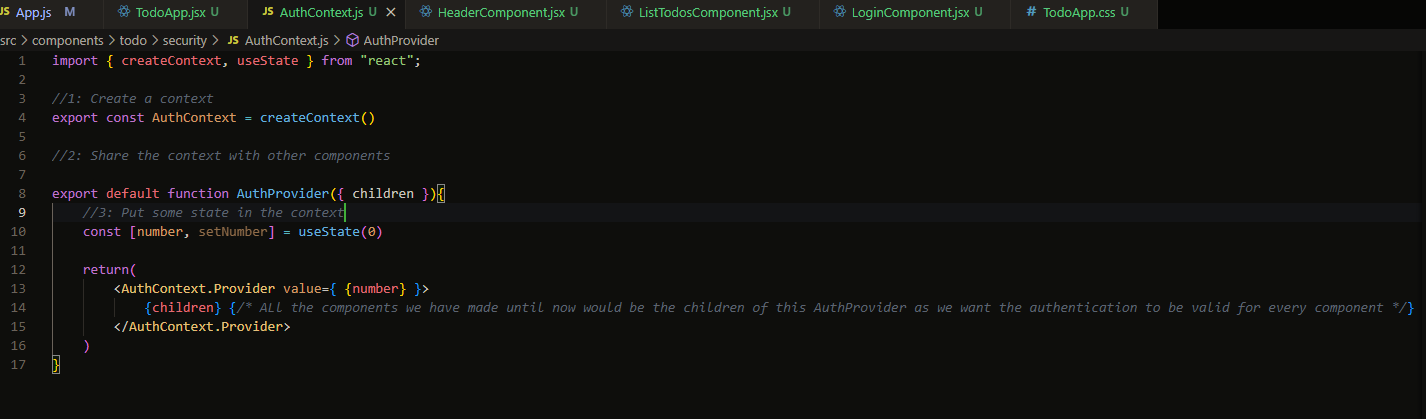 JS App.js M TodoApp.jsx U JS AuthContext.js U × HeaderComponent.jsx U ListTodosComponent.jsx U LoginComponent.jsx U # TodoApp.css U
src > components > todo > security > JS AuthContext.js > AuthProvider
1 import { createContext, useState } from "react";
2
3 //1: Create a context
4 export const AuthContext = createContext()
5
6 //2: Share the context with other components
7
8 export default function AuthProvider({ children }){
9 //3: Put some state in the context
10 const [number, setNumber] = useState(0)
11
12 return(
13 <AuthContext.Provider value={ {number} }>
14 {children} {/* ALl the components we have made until now would be the children of this AuthProvider as we want the authentication to be valid for every component */}
15 </AuthContext.Provider>
16 )
17 }